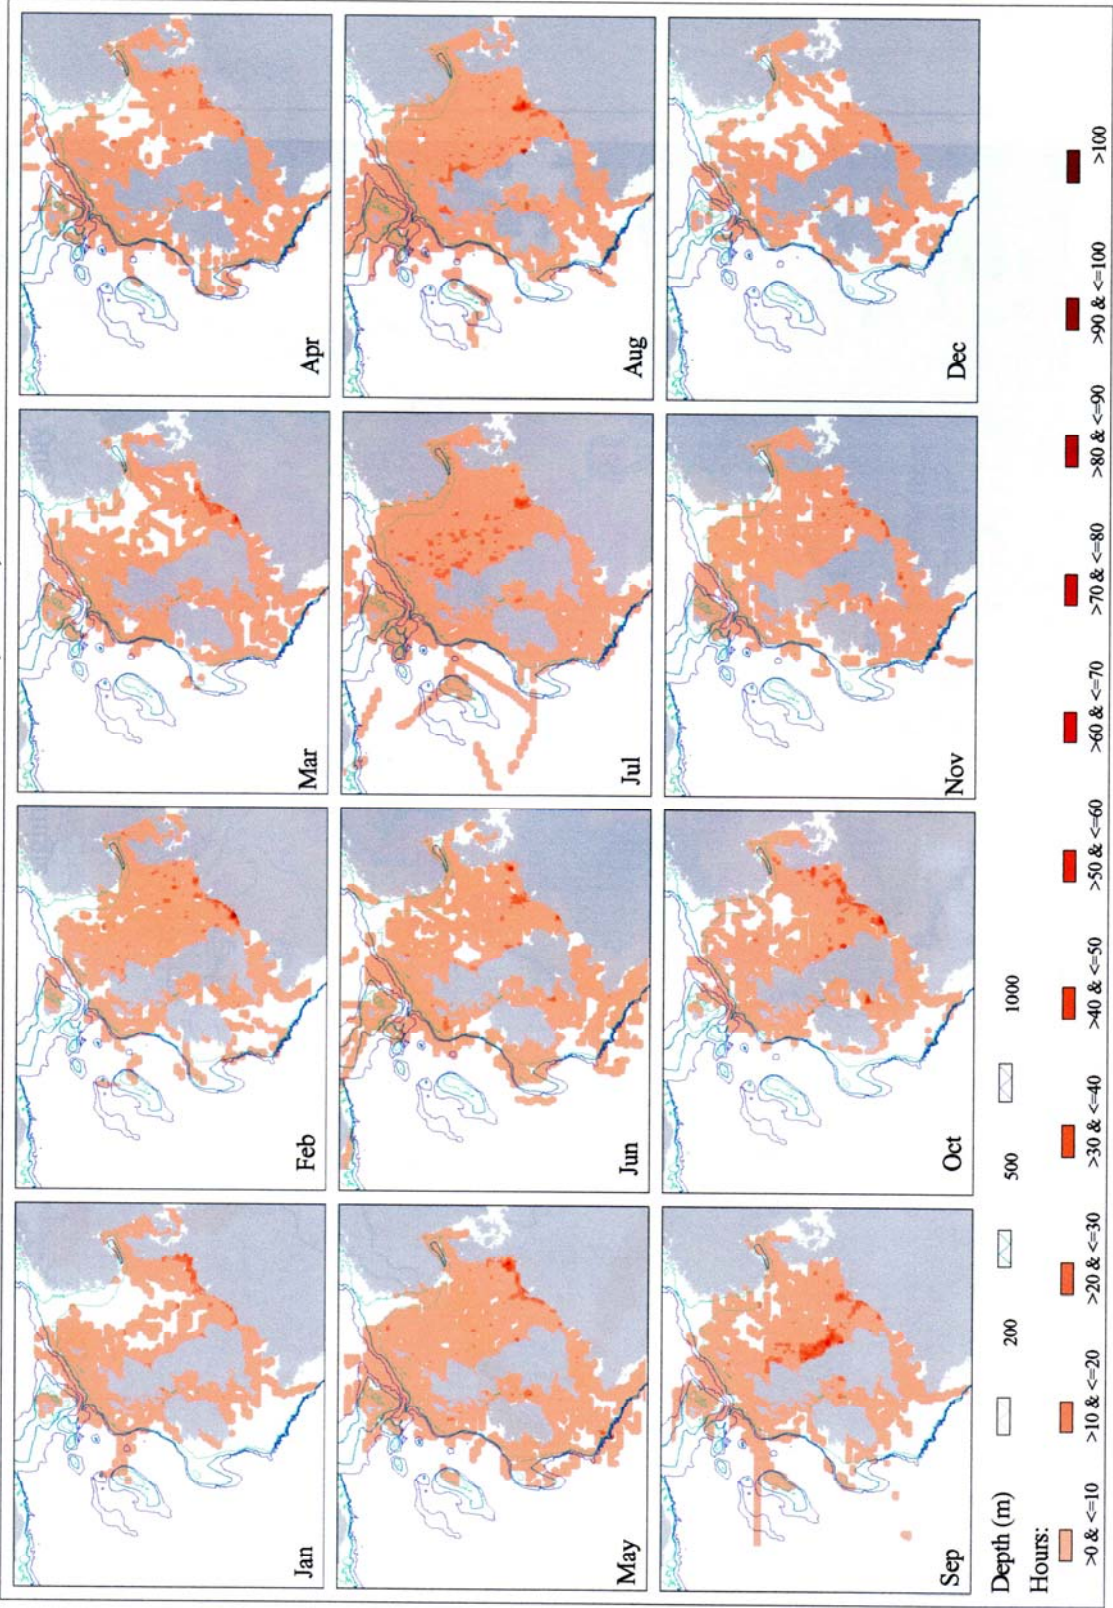 Jan
Feb
Mar
Apr
May
Jun
Jul
Aug
Sep
Oct
Nov
Dec
Depth (m)
200
500
1000
Hours:
>0 & <=10
>10 & <=20
>20 & <=30
>30 & <=40
>40 & <=50
>50 & <=60
>60 & <=70
>70 & <=80
>80 & <=90
>90 & <=100
>100